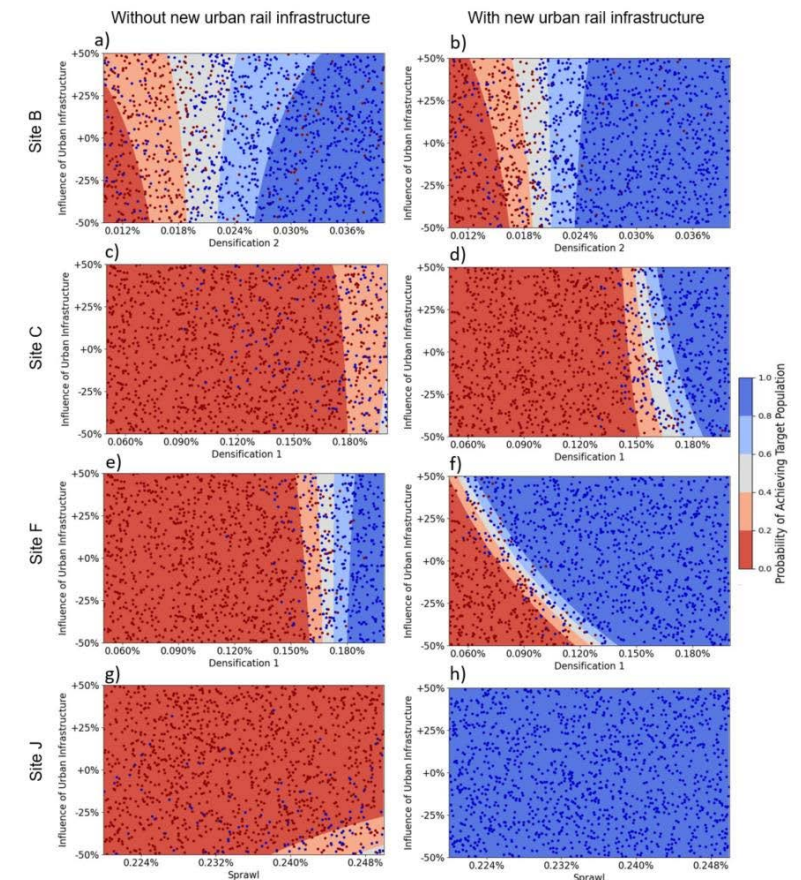 Without new urban rail infrastructure
With new urban rail infrastructure
Site B
a)
Influence of Urban Infrastructure
+50%
+25%
+0%
-25%
-50%
0.012% 0.018% 0.024% 0.030% 0.036%
Densification 2
b)
Influence of Urban Infrastructure
+50%
+25%
+0%
-25%
-50%
0.012% 0.018% 0.024% 0.030% 0.036%
Densification 2
Site C
c)
Influence of Urban Infrastructure
+50%
+25%
+0%
-25%
-50%
0.060% 0.090% 0.120% 0.150% 0.180%
Densification 1
d)
Influence of Urban Infrastructure
+50%
+25%
+0%
-25%
-50%
0.060% 0.090% 0.120% 0.150% 0.180%
Densification 1
Site F
e)
Influence of Urban Infrastructure
+50%
+25%
+0%
-25%
-50%
0.060% 0.090% 0.120% 0.150% 0.180%
Densification 1
f)
Influence of Urban Infrastructure
+50%
+25%
+0%
-25%
-50%
0.060% 0.090% 0.120% 0.150% 0.180%
Densification 1
Site J
g)
Influence of Urban Infrastructure
+50%
+25%
+0%
-25%
-50%
0.224% 0.232% 0.240% 0.248%
Sprawl
h)
Influence of Urban Infrastructure
+50%
+25%
+0%
-25%
-50%
0.224% 0.232% 0.240% 0.248%
Sprawl
1.0
0.8
0.6
0.4
0.2
0.0
Probability of Achieving Target Population